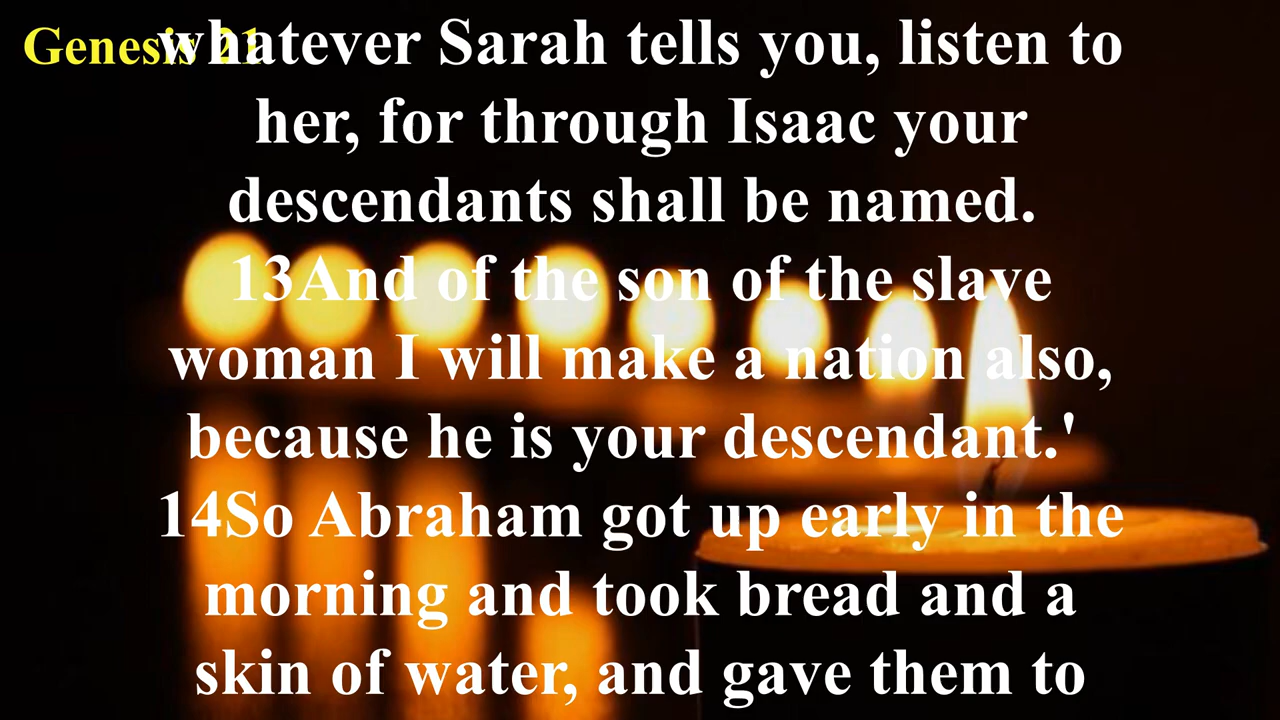 Genesis 21
whatever Sarah tells you, listen to
her, for through Isaac your
descendants shall be named.
13And of the son of the slave
woman I will make a nation also,
because he is your descendant.'
14So Abraham got up early in the
morning and took bread and a
skin of water, and gave them to